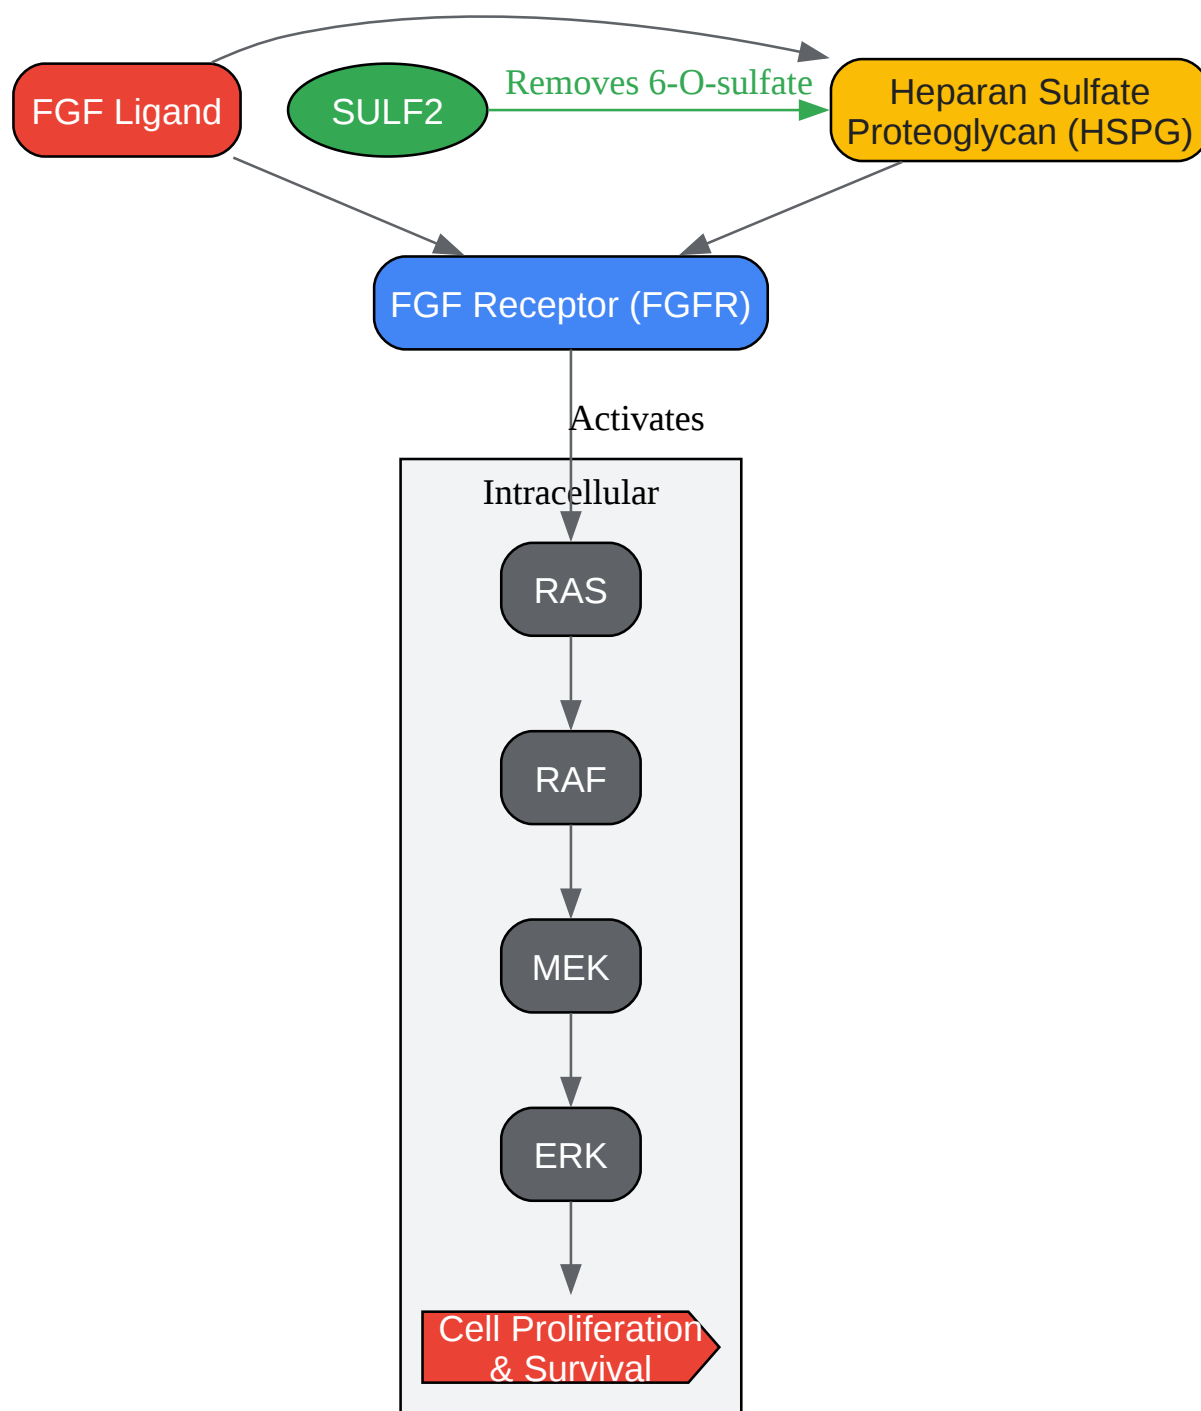 FGF Ligand
SULF2
Removes 6-O-sulfate
Heparan Sulfate
Proteoglycan (HSPG)
FGF Receptor (FGFR)
Activates
Intracellular
RAS
RAF
MEK
ERK
Cell Proliferation
& Survival